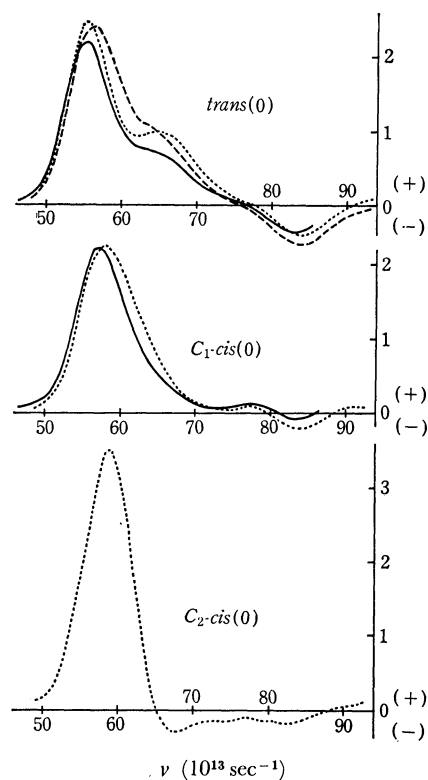 2
trans(0)
1
80 90 (+)
0
50 60 70 (-)
2
C₁-cis(0)
1
(+)
0
50 60 70 80 90 (-)
3
2
C₂-cis(0)
1
70 80 (+)
0
50 60 90 (-)
ν (10¹³ sec⁻¹)